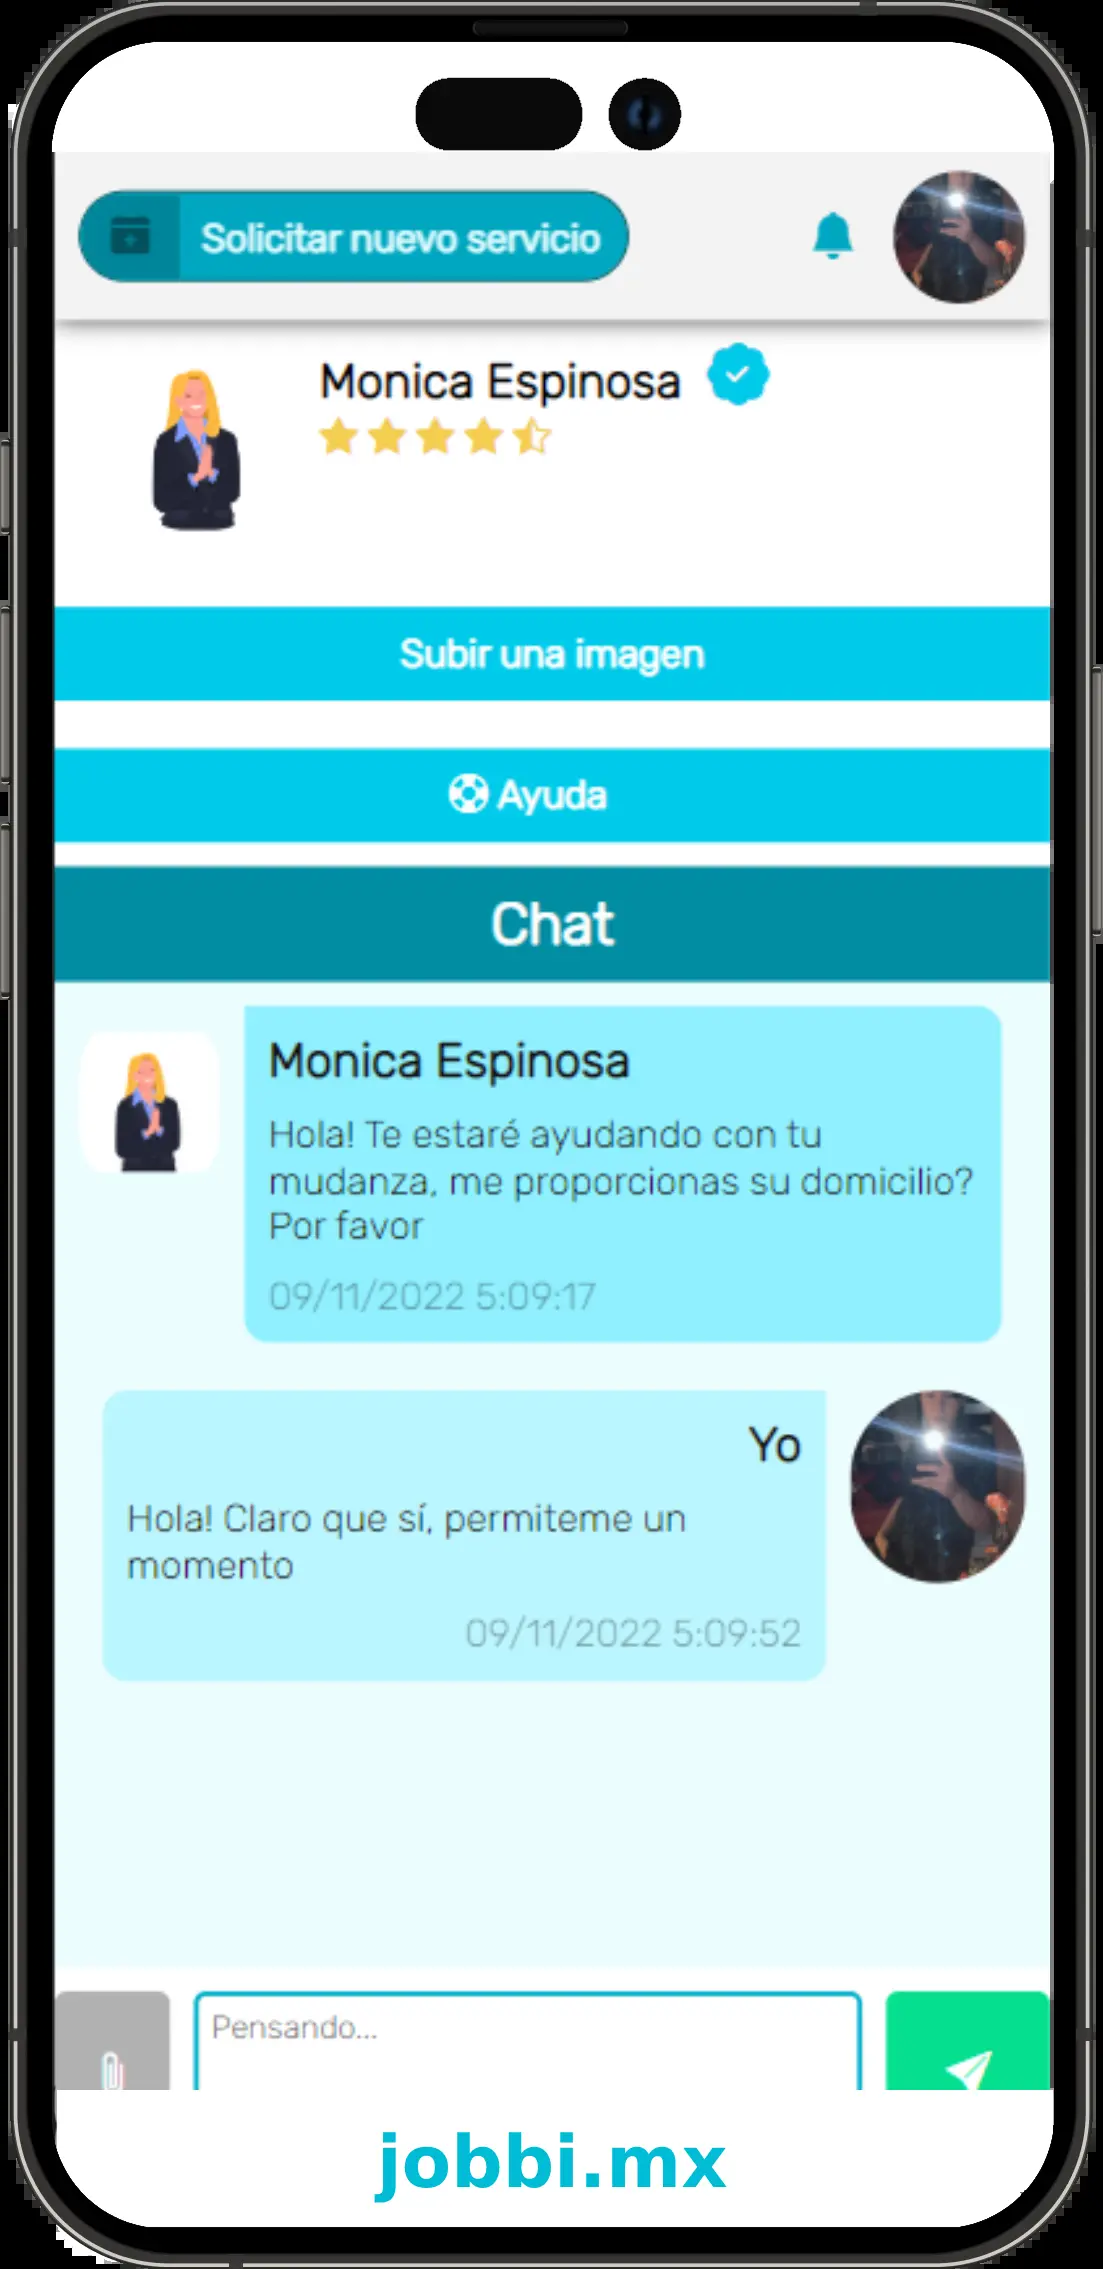 Solicitar nuevo servicio
Monica Espinosa
Subir una imagen
Ayuda
Chat
Monica Espinosa
Hola! Te estaré ayudando con tu
mudanza, me proporcionas su domicilio?
Por favor
09/11/2022 5:09:17
Yo
Hola! Claro que sí, permiteme un
momento
09/11/2022 5:09:52
Pensando...
jobbi.mx